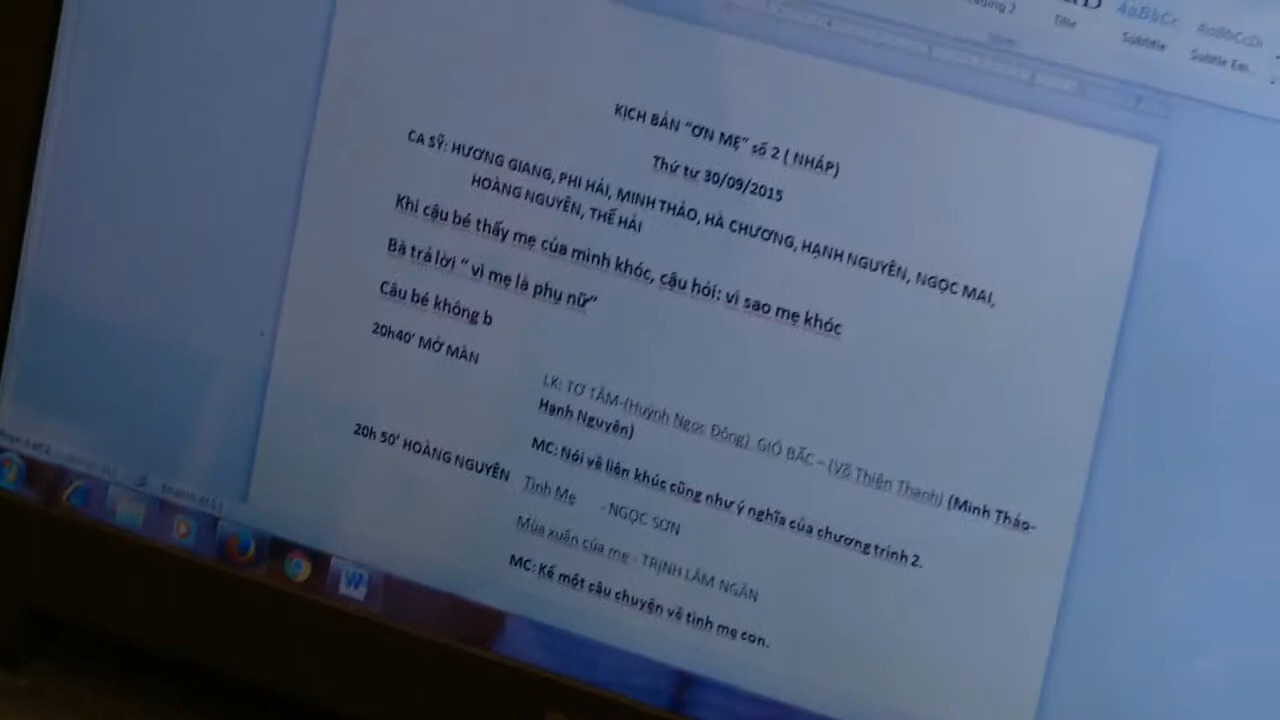 Title
Subtitle
Subtle Em...
KỊCH BẢN "ƠN MẸ" số 2 ( NHÁP)
Thứ tư 30/09/2015
CA SỸ: HƯƠNG GIANG, PHI HẢI, MINH THẢO, HÀ CHƯƠNG, HẠNH NGUYÊN, NGỌC MAI,
HOÀNG NGUYÊN, THẾ HẢI
Khi cậu bé thấy mẹ của mình khóc, cậu hỏi: vì sao mẹ khóc
Bà trả lời " vì mẹ là phụ nữ"
Câu bé không b
20h40' MỞ MÀN
LK: TƠ TẰM-(Huỳnh Ngọc Đông) GIÓ BẤC – (Võ Thiện Thanh) (Minh Thảo-
Hạnh Nguyên)
MC: Nói về liên khúc cũng như ý nghĩa của chương trình 2.
20h 50' HOÀNG NGUYÊN
Tình Mẹ - NGỌC SƠN
Mùa xuân của mẹ - TRỊNH LÂM NGÂN
MC: Kể một câu chuyện về tình mẹ con.